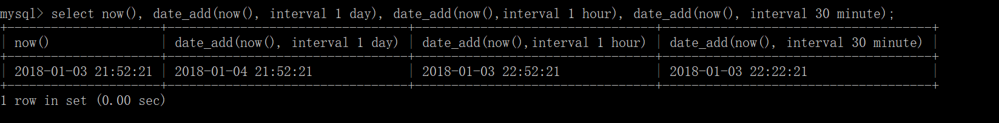 mysql> select now(), date_add(now(), interval 1 day), date_add(now(),interval 1 hour), date_add(now(), interval 30 minute);
+---------------------+---------------------------------+---------------------------------+-------------------------------------+
| now()               | date_add(now(), interval 1 day) | date_add(now(),interval 1 hour) | date_add(now(), interval 30 minute) |
+---------------------+---------------------------------+---------------------------------+-------------------------------------+
| 2018-01-03 21:52:21 | 2018-01-04 21:52:21             | 2018-01-03 22:52:21             | 2018-01-03 22:22:21                 |
+---------------------+---------------------------------+---------------------------------+-------------------------------------+
1 row in set (0.00 sec)